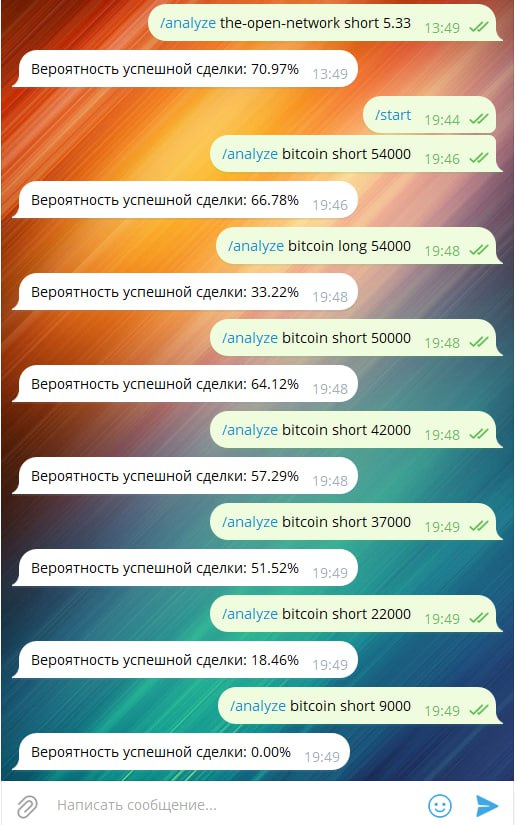 /analyze the-open-network short 5.33 13:49
Вероятность успешной сделки: 70.97% 13:49
/start 19:44
/analyze bitcoin short 54000 19:46
Вероятность успешной сделки: 66.78% 19:46
/analyze bitcoin long 54000 19:48
Вероятность успешной сделки: 33.22% 19:48
/analyze bitcoin short 50000 19:48
Вероятность успешной сделки: 64.12% 19:48
/analyze bitcoin short 42000 19:48
Вероятность успешной сделки: 57.29% 19:48
/analyze bitcoin short 37000 19:49
Вероятность успешной сделки: 51.52% 19:49
/analyze bitcoin short 22000 19:49
Вероятность успешной сделки: 18.46% 19:49
/analyze bitcoin short 9000 19:49
Вероятность успешной сделки: 0.00% 19:49
Написать сообщение...